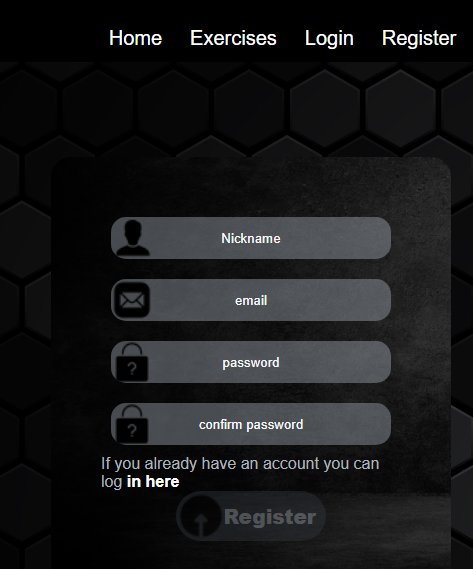 Home Exercises Login Register
Nickname
email
? password
? confirm password
If you already have an account you can
log in here
Register